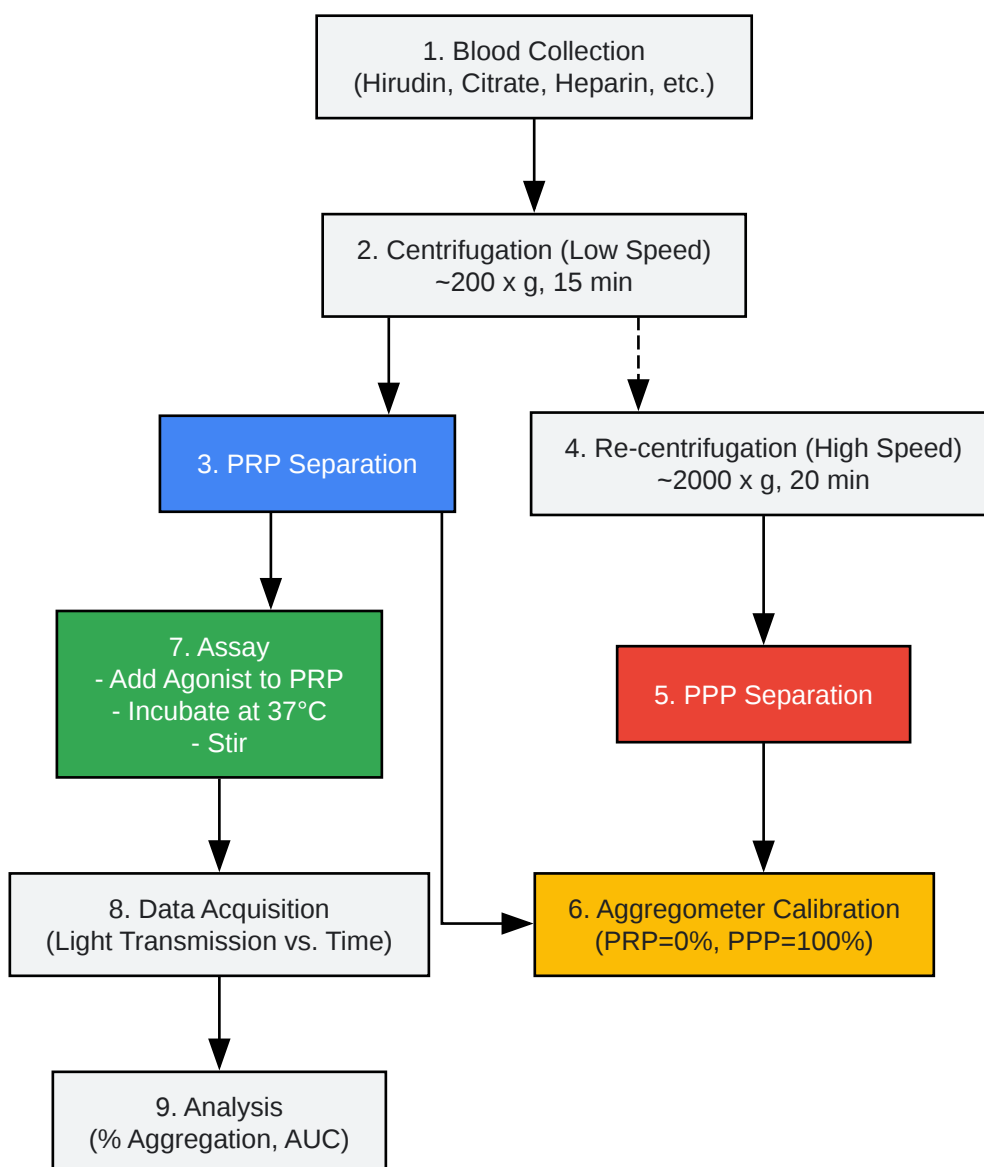 1. Blood Collection
(Hirudin, Citrate, Heparin, etc.)
2. Centrifugation (Low Speed)
~200 x g, 15 min
3. PRP Separation
4. Re-centrifugation (High Speed)
~2000 x g, 20 min
7. Assay
- Add Agonist to PRP
- Incubate at 37°C
- Stir
5. PPP Separation
8. Data Acquisition
(Light Transmission vs. Time)
6. Aggregometer Calibration
(PRP=0%, PPP=100%)
9. Analysis
(% Aggregation, AUC)